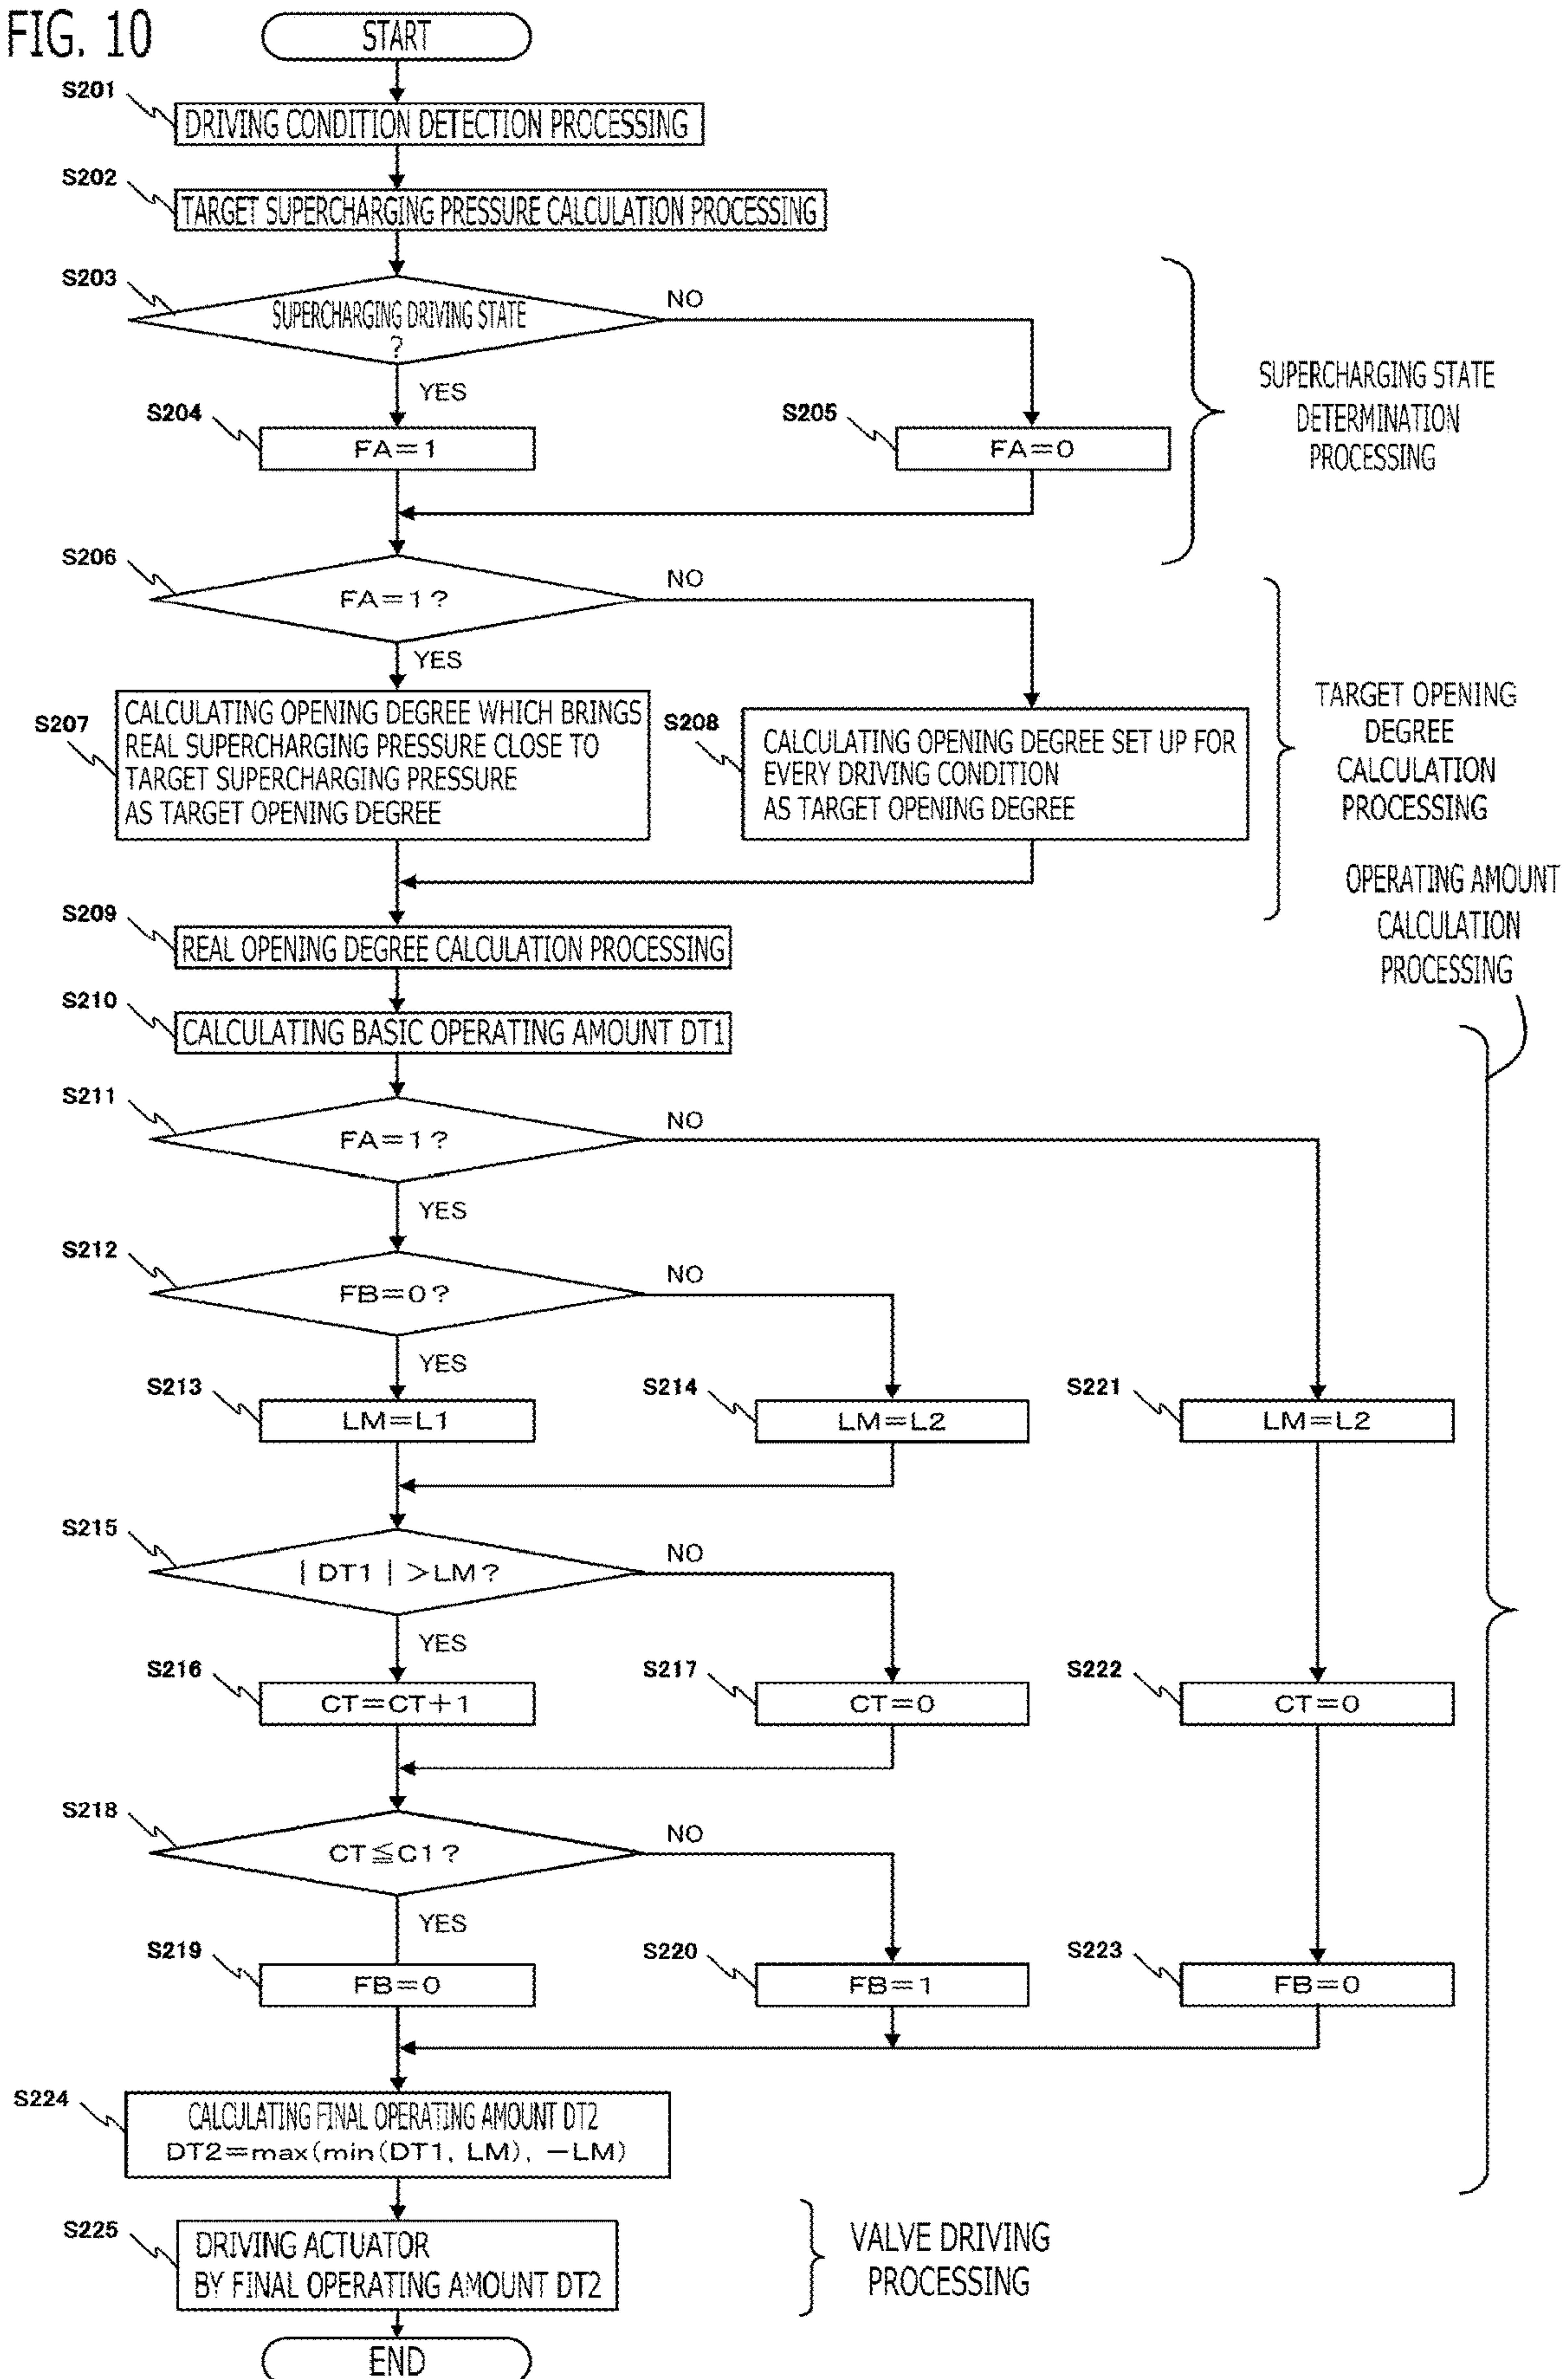 FIG. 10
START
S201
DRIVING CONDITION DETECTION PROCESSING
S202
TARGET SUPERCHARGING PRESSURE CALCULATION PROCESSING
S203
SUPERCHARGING DRIVING STATE
?
NO
YES
S204
FA=1
S205
FA=0
SUPERCHARGING STATE
DETERMINATION
PROCESSING
S206
FA=1?
NO
YES
S207
CALCULATING OPENING DEGREE WHICH BRINGS
REAL SUPERCHARGING PRESSURE CLOSE TO
TARGET SUPERCHARGING PRESSURE
AS TARGET OPENING DEGREE
S208
CALCULATING OPENING DEGREE SET UP FOR
EVERY DRIVING CONDITION
AS TARGET OPENING DEGREE
TARGET OPENING
DEGREE
CALCULATION
PROCESSING
S209
REAL OPENING DEGREE CALCULATION PROCESSING
OPERATING AMOUNT
CALCULATION
PROCESSING
S210
CALCULATING BASIC OPERATING AMOUNT DT1
S211
FA=1?
NO
YES
S212
FB=0?
NO
YES
S213
LM=L1
S214
LM=L2
S221
LM=L2
S215
|DT1|>LM?
NO
YES
S216
CT=CT+1
S217
CT=0
S222
CT=0
S218
CT≦C1?
NO
YES
S219
FB=0
S220
FB=1
S223
FB=0
S224
CALCULATING FINAL OPERATING AMOUNT DT2
DT2=max(min(DT1, LM), −LM)
S225
DRIVING ACTUATOR
BY FINAL OPERATING AMOUNT DT2
VALVE DRIVING
PROCESSING
END